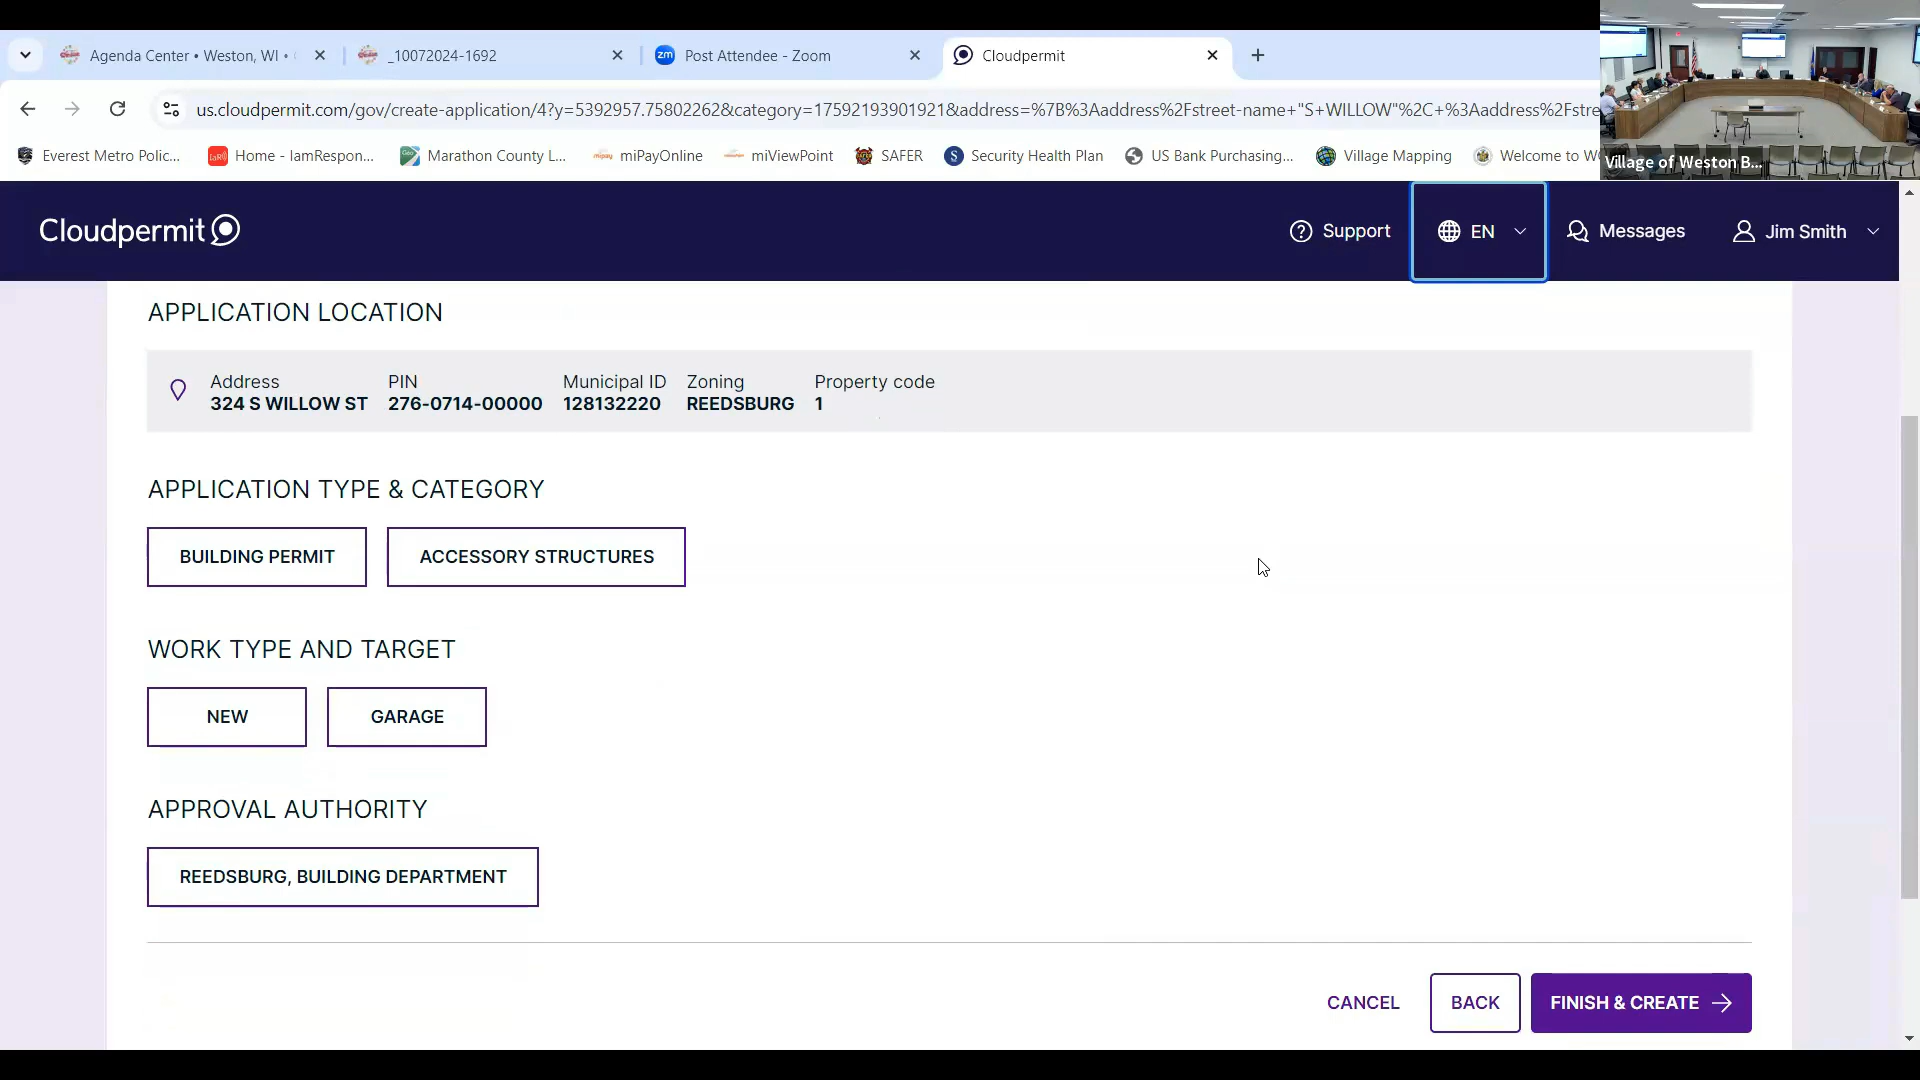 Agenda Center • Weston, WI •
_10072024-1692
Post Attendee - Zoom
Cloudpermit
us.cloudpermit.com/gov/create-application/4?y=5392957.75802262&category=17592193901921&address=%7B%3Aaddress%2Fstreet-name+"S+WILLOW"%2C+%3Aaddress%2Fstre
Everest Metro Polic...
Home - IamRespon...
Marathon County L...
miPayOnline
miViewPoint
SAFER
Security Health Plan
US Bank Purchasing...
Village Mapping
Welcome to W
Village of Weston B...
Cloudpermit
Support
EN
Messages
Jim Smith
APPLICATION LOCATION
Address PIN Municipal ID Zoning Property code
324 S WILLOW ST 276-0714-00000 128132220 REEDSBURG 1
APPLICATION TYPE & CATEGORY
BUILDING PERMIT ACCESSORY STRUCTURES
WORK TYPE AND TARGET
NEW GARAGE
APPROVAL AUTHORITY
REEDSBURG, BUILDING DEPARTMENT
CANCEL BACK FINISH & CREATE